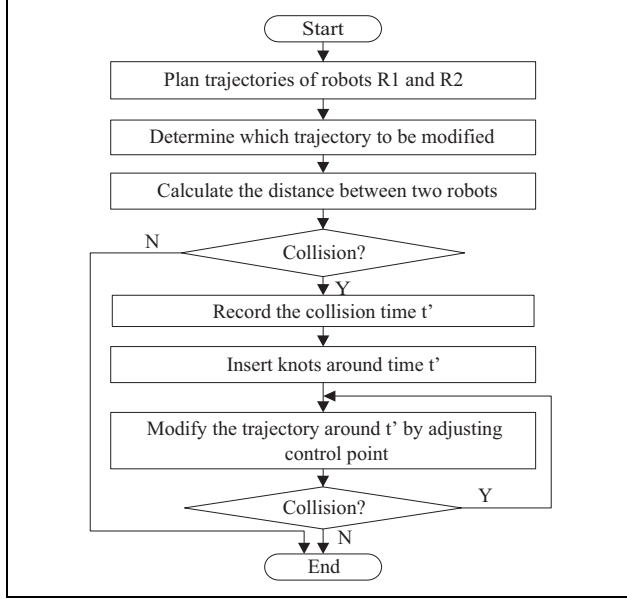 Start
Plan trajectories of robots R1 and R2
Determine which trajectory to be modified
Calculate the distance between two robots
N
Collision?
Y
Record the collision time t’
Insert knots around time t’
Modify the trajectory around t’ by adjusting
control point
Collision?
Y
N
End